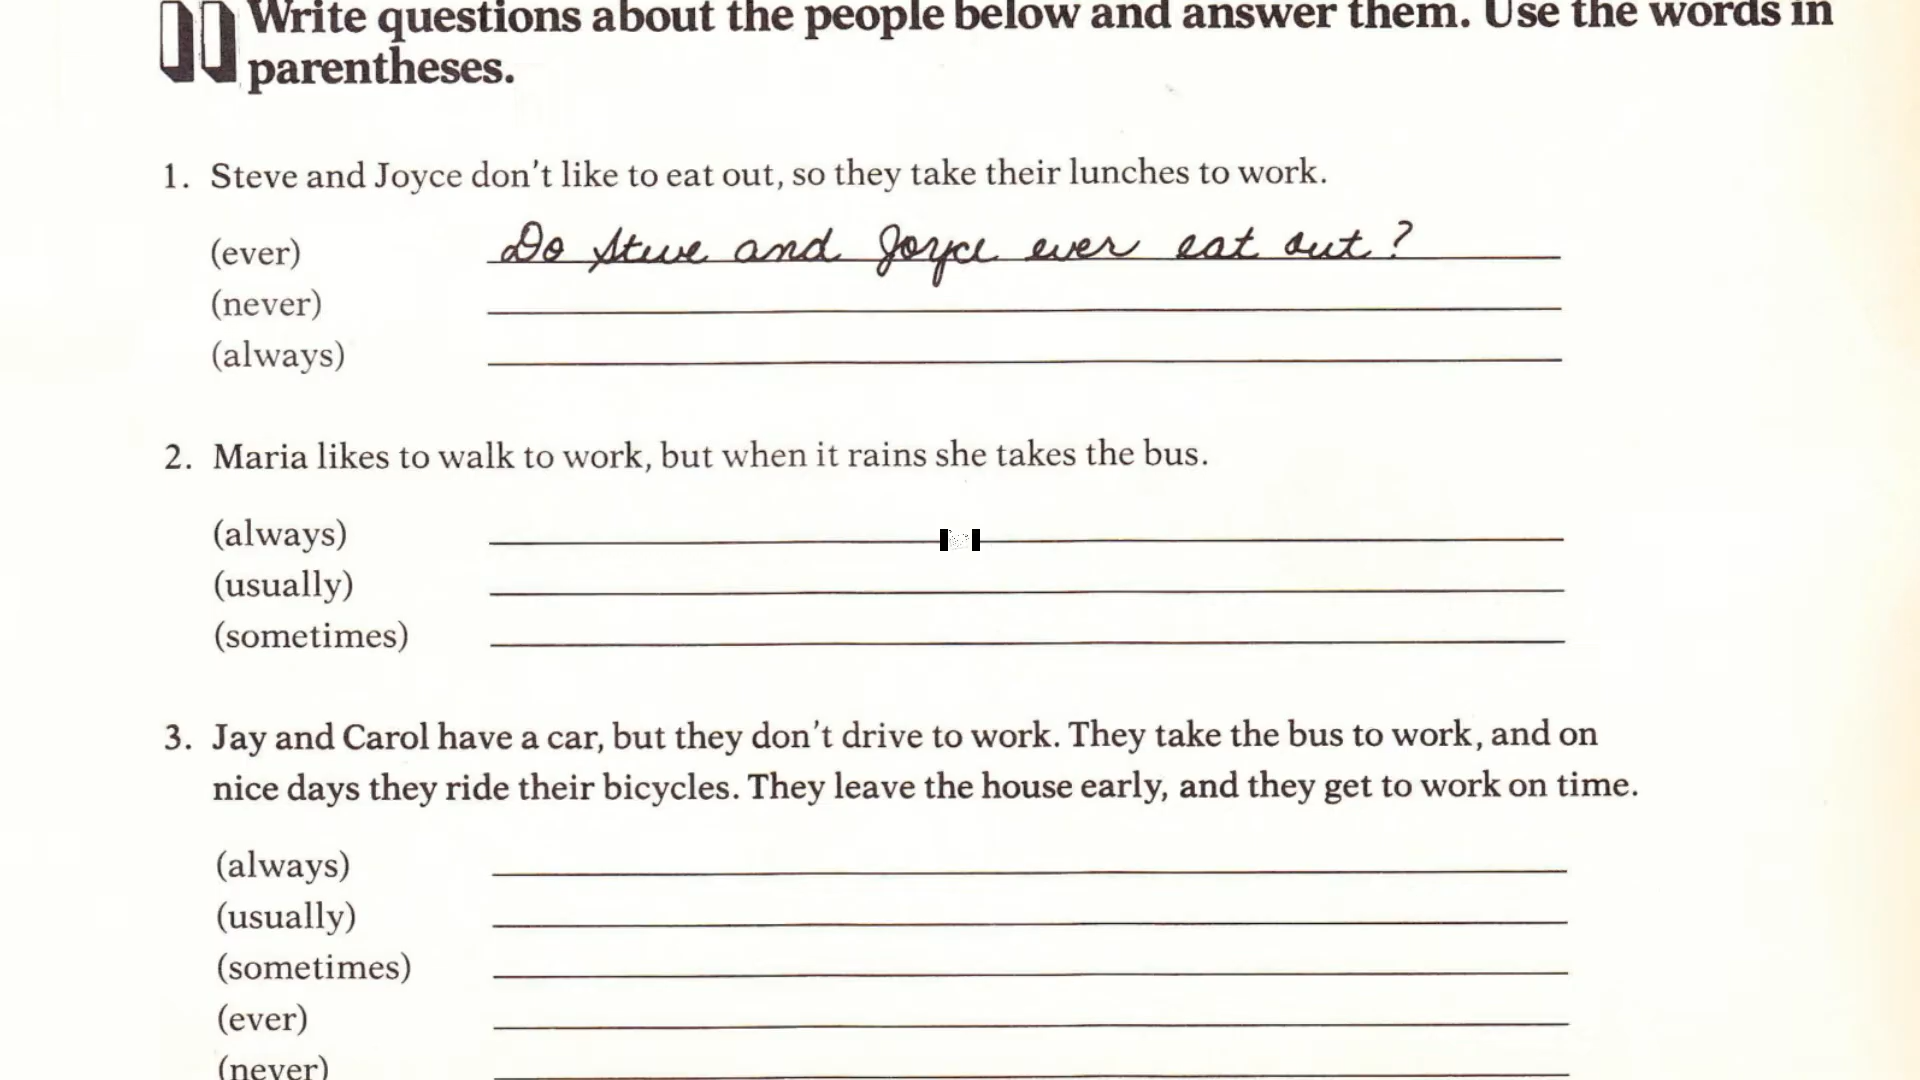 Write questions about the people below and answer them. Use the words in
parentheses.
1. Steve and Joyce don't like to eat out, so they take their lunches to work.
(ever) Do Steve and Joyce ever eat out?
(never)
(always)
2. Maria likes to walk to work, but when it rains she takes the bus.
(always)
(usually)
(sometimes)
3. Jay and Carol have a car, but they don't drive to work. They take the bus to work, and on
nice days they ride their bicycles. They leave the house early, and they get to work on time.
(always)
(usually)
(sometimes)
(ever)
(never)